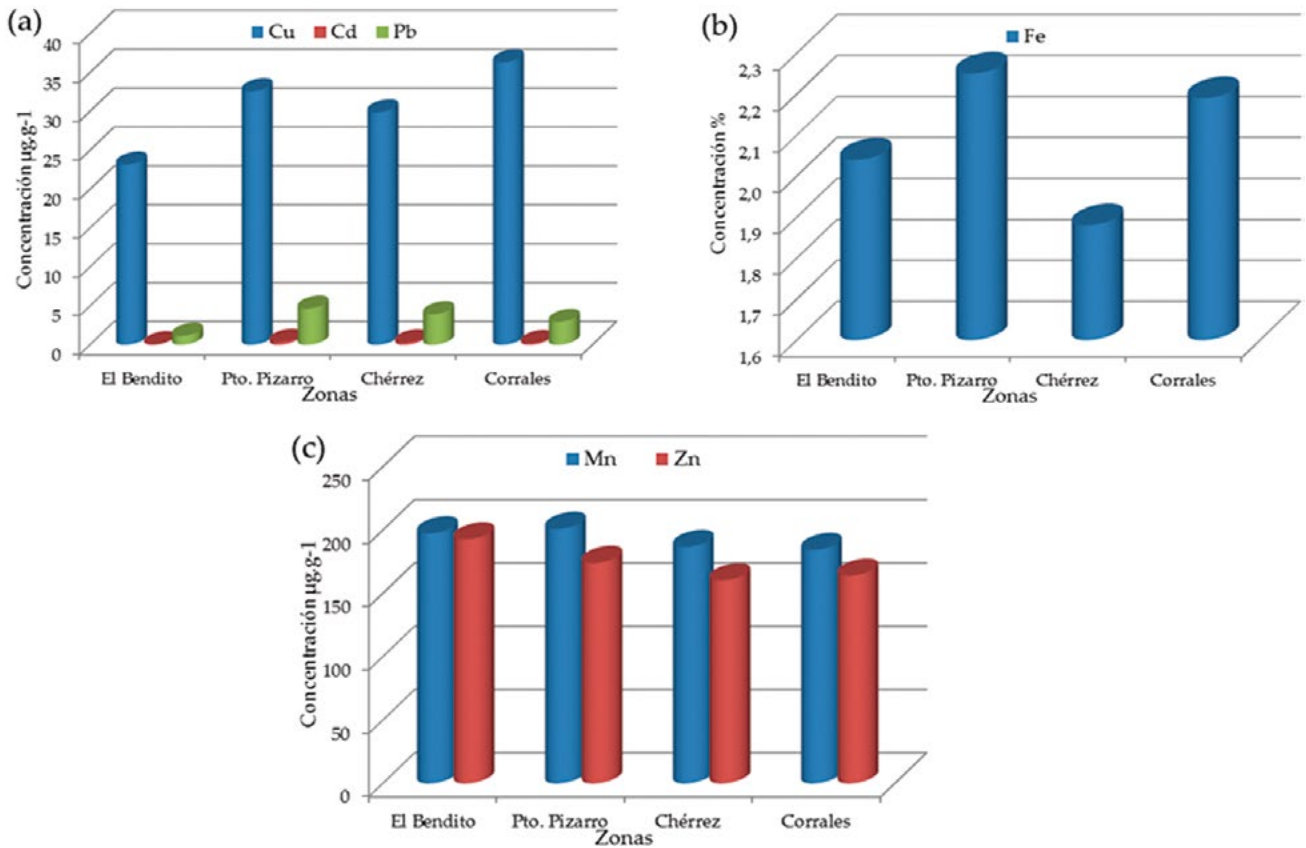 (a)
Cu Cd Pb
Concentración µg.g-1
40
35
30
25
20
15
10
5
0
El Bendito Pto. Pizarro Chérrez Corrales
Zonas
(b)
Fe
Concentración %
2,3
2,2
2,1
2,0
1,9
1,8
1,7
1,6
El Bendito Pto. Pizarro Chérrez Corrales
Zonas
(c)
Mn Zn
Concentración µg.g-1
250
200
150
100
50
0
El Bendito Pto. Pizarro Chérrez Corrales
Zonas